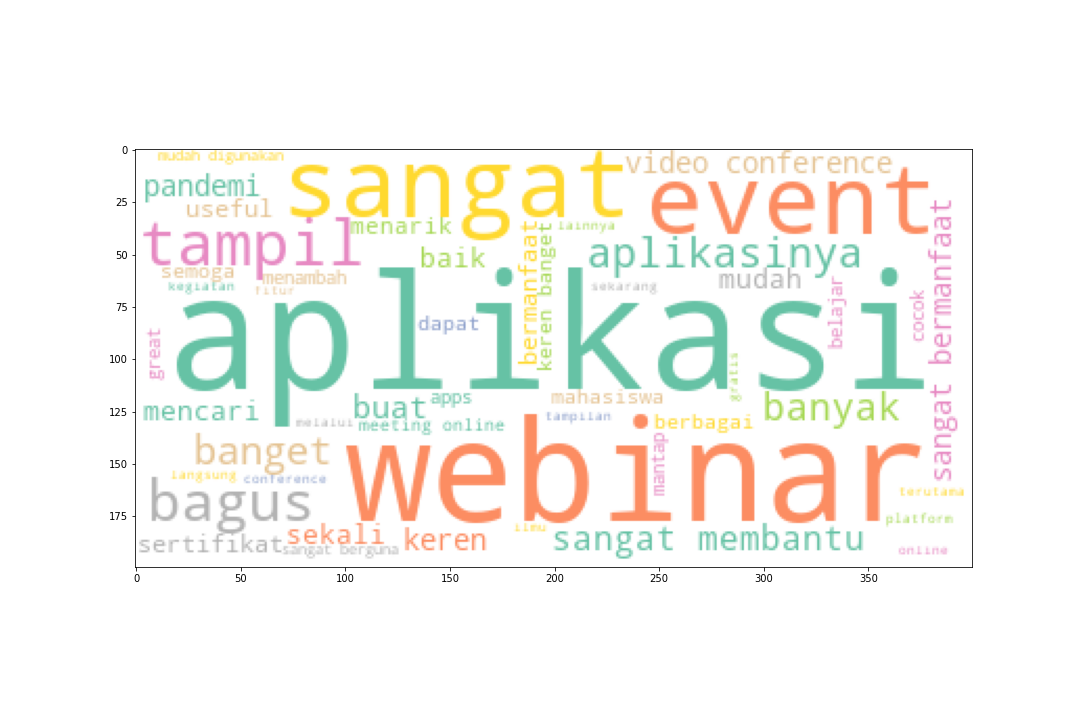 0
25
50
75
100
125
150
175
0
50
100
150
200
250
300
350
mudah digunakan
sangat
video conference
pandemi
event
useful
tampil
menarik
bermanfaat
keren banget
lainnya
sangat bermanfaat
baik
aplikasinya
semoga
menambah
mudah
kegiatan
fitur
sekarang
aplikasi
dapat
belajar
cocok
great
gratis
mencari
buat
apps
mahasiswa
banyak
melalui
meeting online
tampilan
berbagai
banget
webinar
mantap
langsung
conference
bagus
terutama
platform
sekali
keren
ilmu
sangat membantu
sertifikat
sangat berguna
online